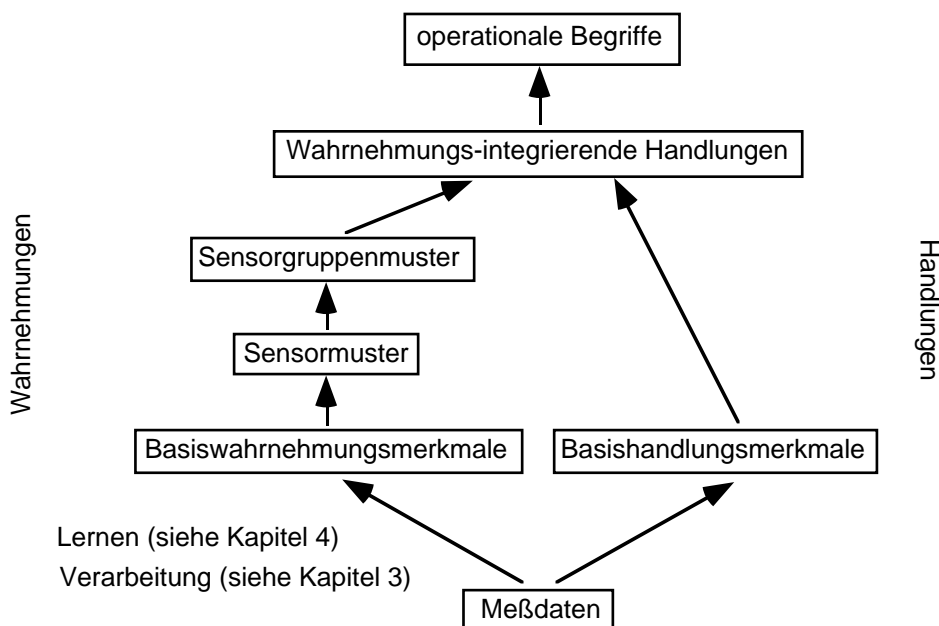 operationale Begriffe
Wahrnehmungs-integrierende Handlungen
Wahrnehmungen
Handlungen
Sensorgruppenmuster
Sensormuster
Basiswahrnehmungsmerkmale
Basishandlungsmerkmale
Lernen (siehe Kapitel 4)
Verarbeitung (siehe Kapitel 3)
Meßdaten